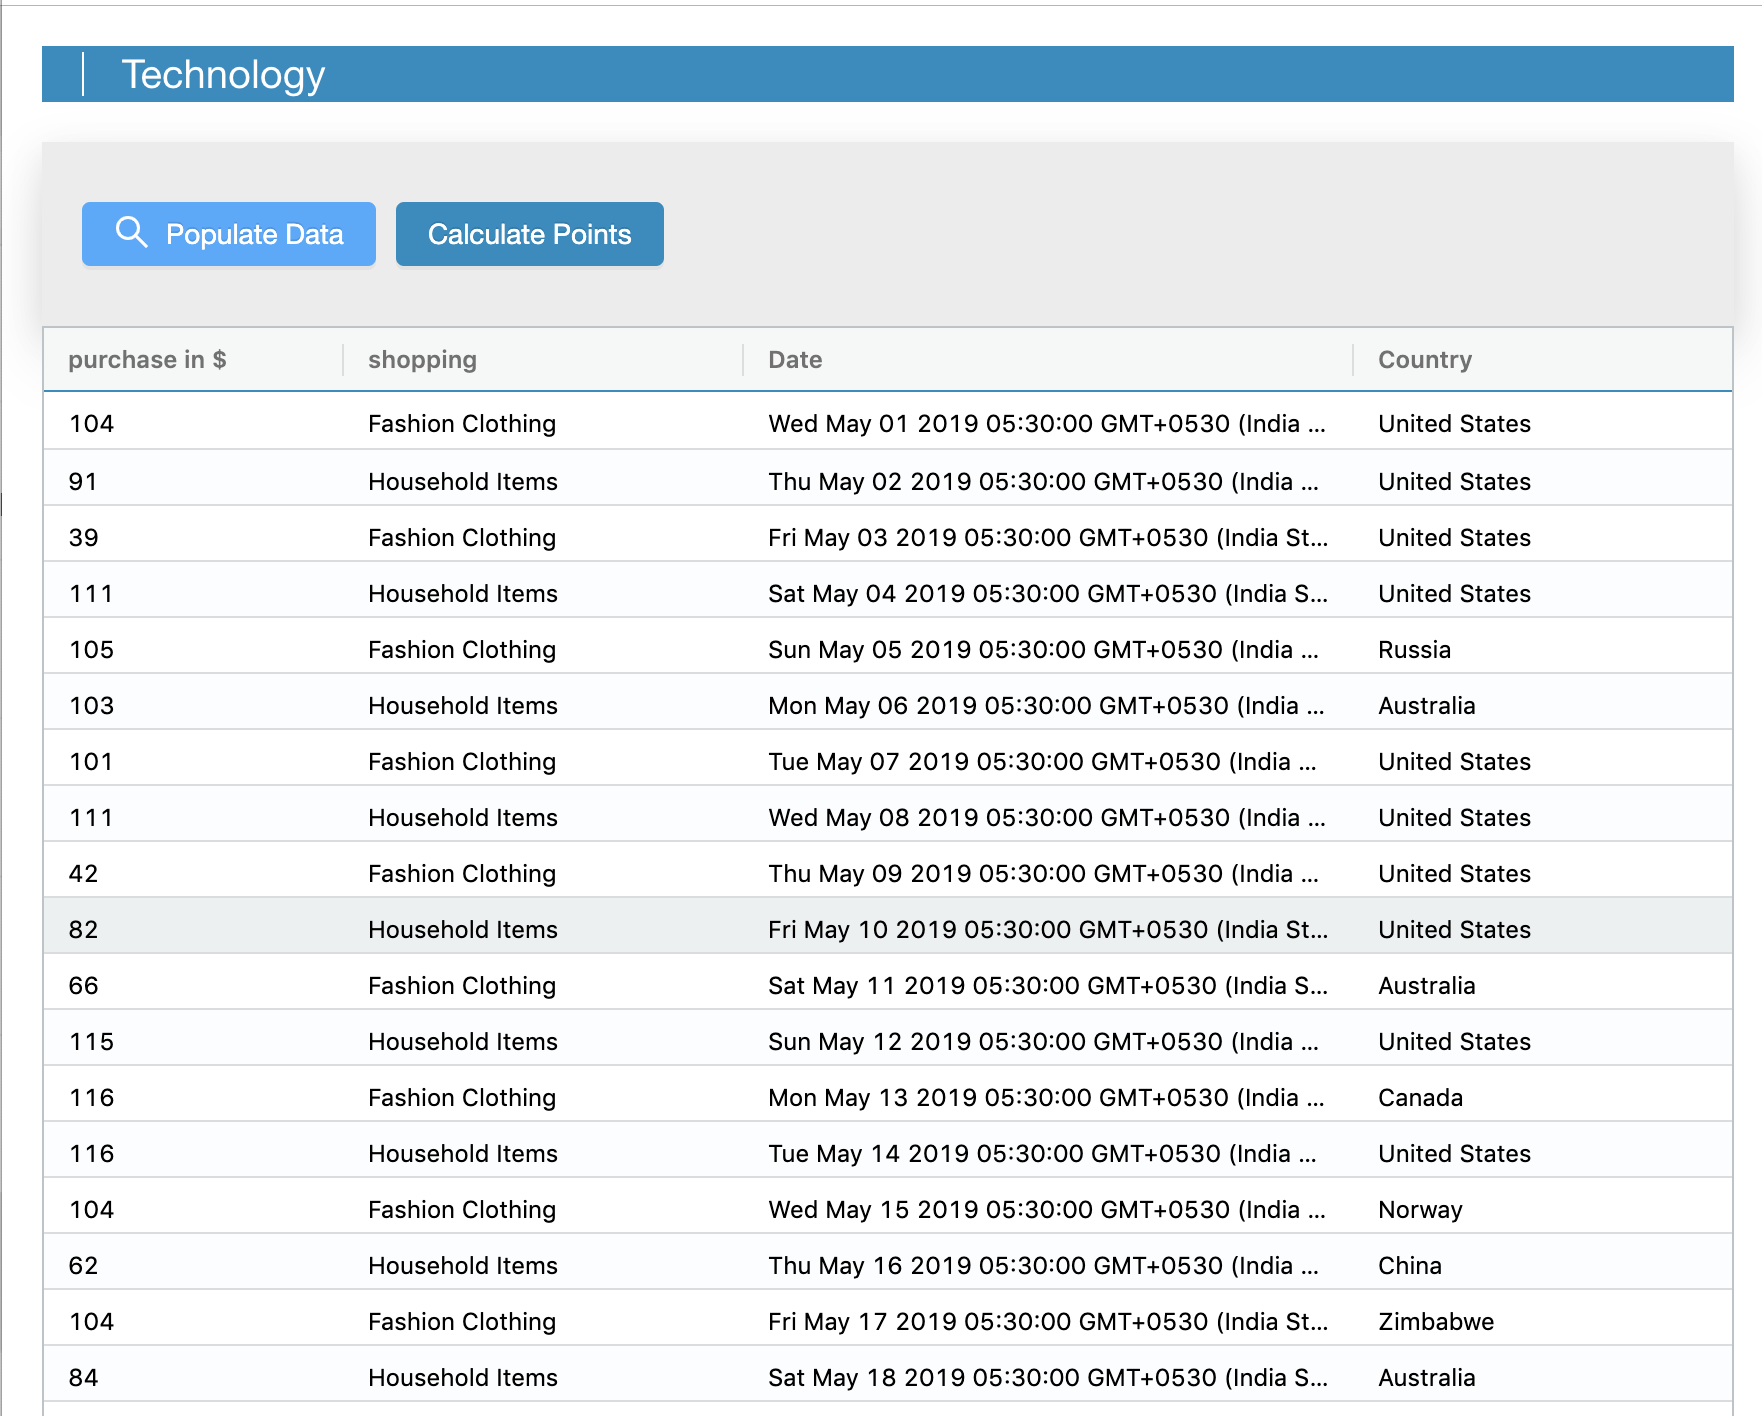 Technology
Populate Data Calculate Points
purchase in $ shopping Date Country
104 Fashion Clothing Wed May 01 2019 05:30:00 GMT+0530 (India ... United States
91 Household Items Thu May 02 2019 05:30:00 GMT+0530 (India ... United States
39 Fashion Clothing Fri May 03 2019 05:30:00 GMT+0530 (India St... United States
111 Household Items Sat May 04 2019 05:30:00 GMT+0530 (India S... United States
105 Fashion Clothing Sun May 05 2019 05:30:00 GMT+0530 (India ... Russia
103 Household Items Mon May 06 2019 05:30:00 GMT+0530 (India ... Australia
101 Fashion Clothing Tue May 07 2019 05:30:00 GMT+0530 (India ... United States
111 Household Items Wed May 08 2019 05:30:00 GMT+0530 (India ... United States
42 Fashion Clothing Thu May 09 2019 05:30:00 GMT+0530 (India ... United States
82 Household Items Fri May 10 2019 05:30:00 GMT+0530 (India St... United States
66 Fashion Clothing Sat May 11 2019 05:30:00 GMT+0530 (India S... Australia
115 Household Items Sun May 12 2019 05:30:00 GMT+0530 (India ... United States
116 Fashion Clothing Mon May 13 2019 05:30:00 GMT+0530 (India ... Canada
116 Household Items Tue May 14 2019 05:30:00 GMT+0530 (India ... United States
104 Fashion Clothing Wed May 15 2019 05:30:00 GMT+0530 (India ... Norway
62 Household Items Thu May 16 2019 05:30:00 GMT+0530 (India ... China
104 Fashion Clothing Fri May 17 2019 05:30:00 GMT+0530 (India St... Zimbabwe
84 Household Items Sat May 18 2019 05:30:00 GMT+0530 (India S... Australia